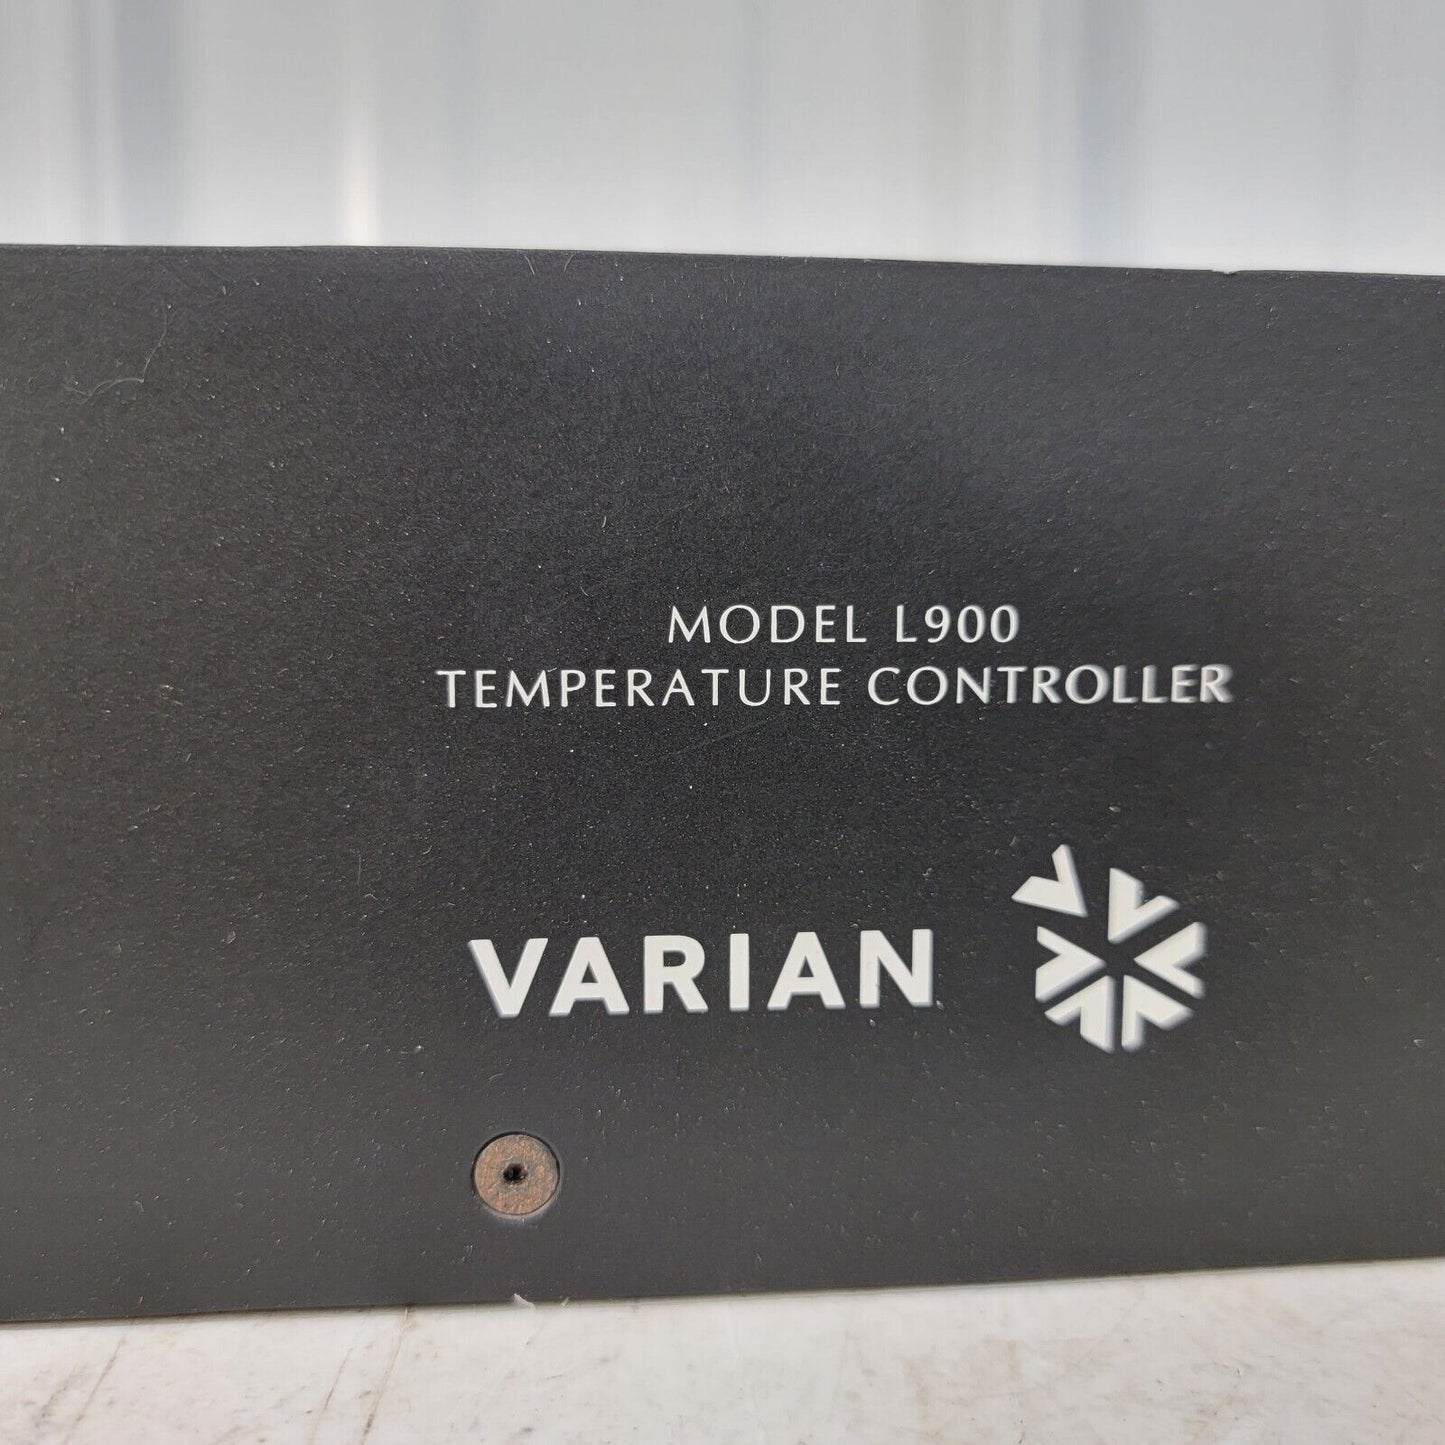 MODEL L900
TEMPERATURE CONTROLLER
VARIAN